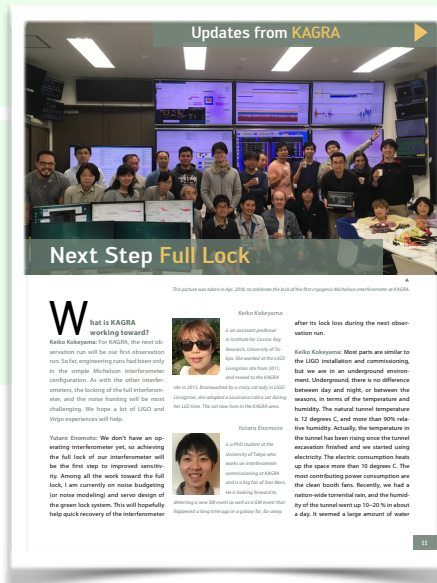 Updates from KAGRA
Next Step Full Lock
This picture was taken in Apr. 2018, to celebrate the lock of the first cryogenic Michelson interferometer at KAGRA.
What is KAGRA
working toward?
Keiko Kokeyama: For KAGRA, the next ob-
servation run will be our first observation
run. So far, engineering runs had been only
in the simple Michelson interferometer
configuration. As with the other interfer-
ometers, the locking of the full interferom-
eter, and the noise hunting will be most
challenging. We hope a lot of LIGO and
Virgo experiences will help.
Yutaro Enomoto: We don't have an op-
erating interferometer yet, so achieving
the full lock of our interferometer will
be the first step to improved sensitiv-
ity. Among all the work toward the full
lock, I am currently on noise budgeting
(or noise modeling) and servo design of
the green lock system. This will hopefully
help quick recovery of the interferometer
Keiko Kokeyama
is an assistant professor
in Institute for Cosmic Ray
Research, University of To-
kyo. She worked at the LIGO
Livingston site from 2011,
and moved to the KAGRA
site in 2015. Brainwashed by a crazy cat lady in LIGO
Livingston, she adopted a Louisiana calico cat during
her LLO time. The cat now lives in the KAGRA area.
Yutaro Enomoto
is a PhD student at the
University of Tokyo who
works on interferometer
commissioning at KAGRA
and is a big fan of Star Wars.
He is looking forward to
detecting a new GW event as well as a GW event that
happened a long time ago in a galaxy far, far away.
after its lock loss during the next obser-
vation run.
Keiko Kokeyama: Most parts are similar to
the LIGO installation and commissioning,
but we are in an underground environ-
ment. Underground, there is no difference
between day and night, or between the
seasons, in terms of the temperature and
humidity. The natural tunnel temperature
is 12 degrees C, and more than 90% rela-
tive humidity. Actually, the temperature in
the tunnel has been rising since the tunnel
excavation finished and we started using
electricity. The electric consumption heats
up the space more than 10 degrees C. The
most contributing power consumption are
the clean booth fans. Recently, we had a
nation-wide torrential rain, and the humid-
ity of the tunnel went up 10~20 % in about
a day. It seemed a large amount of water
11